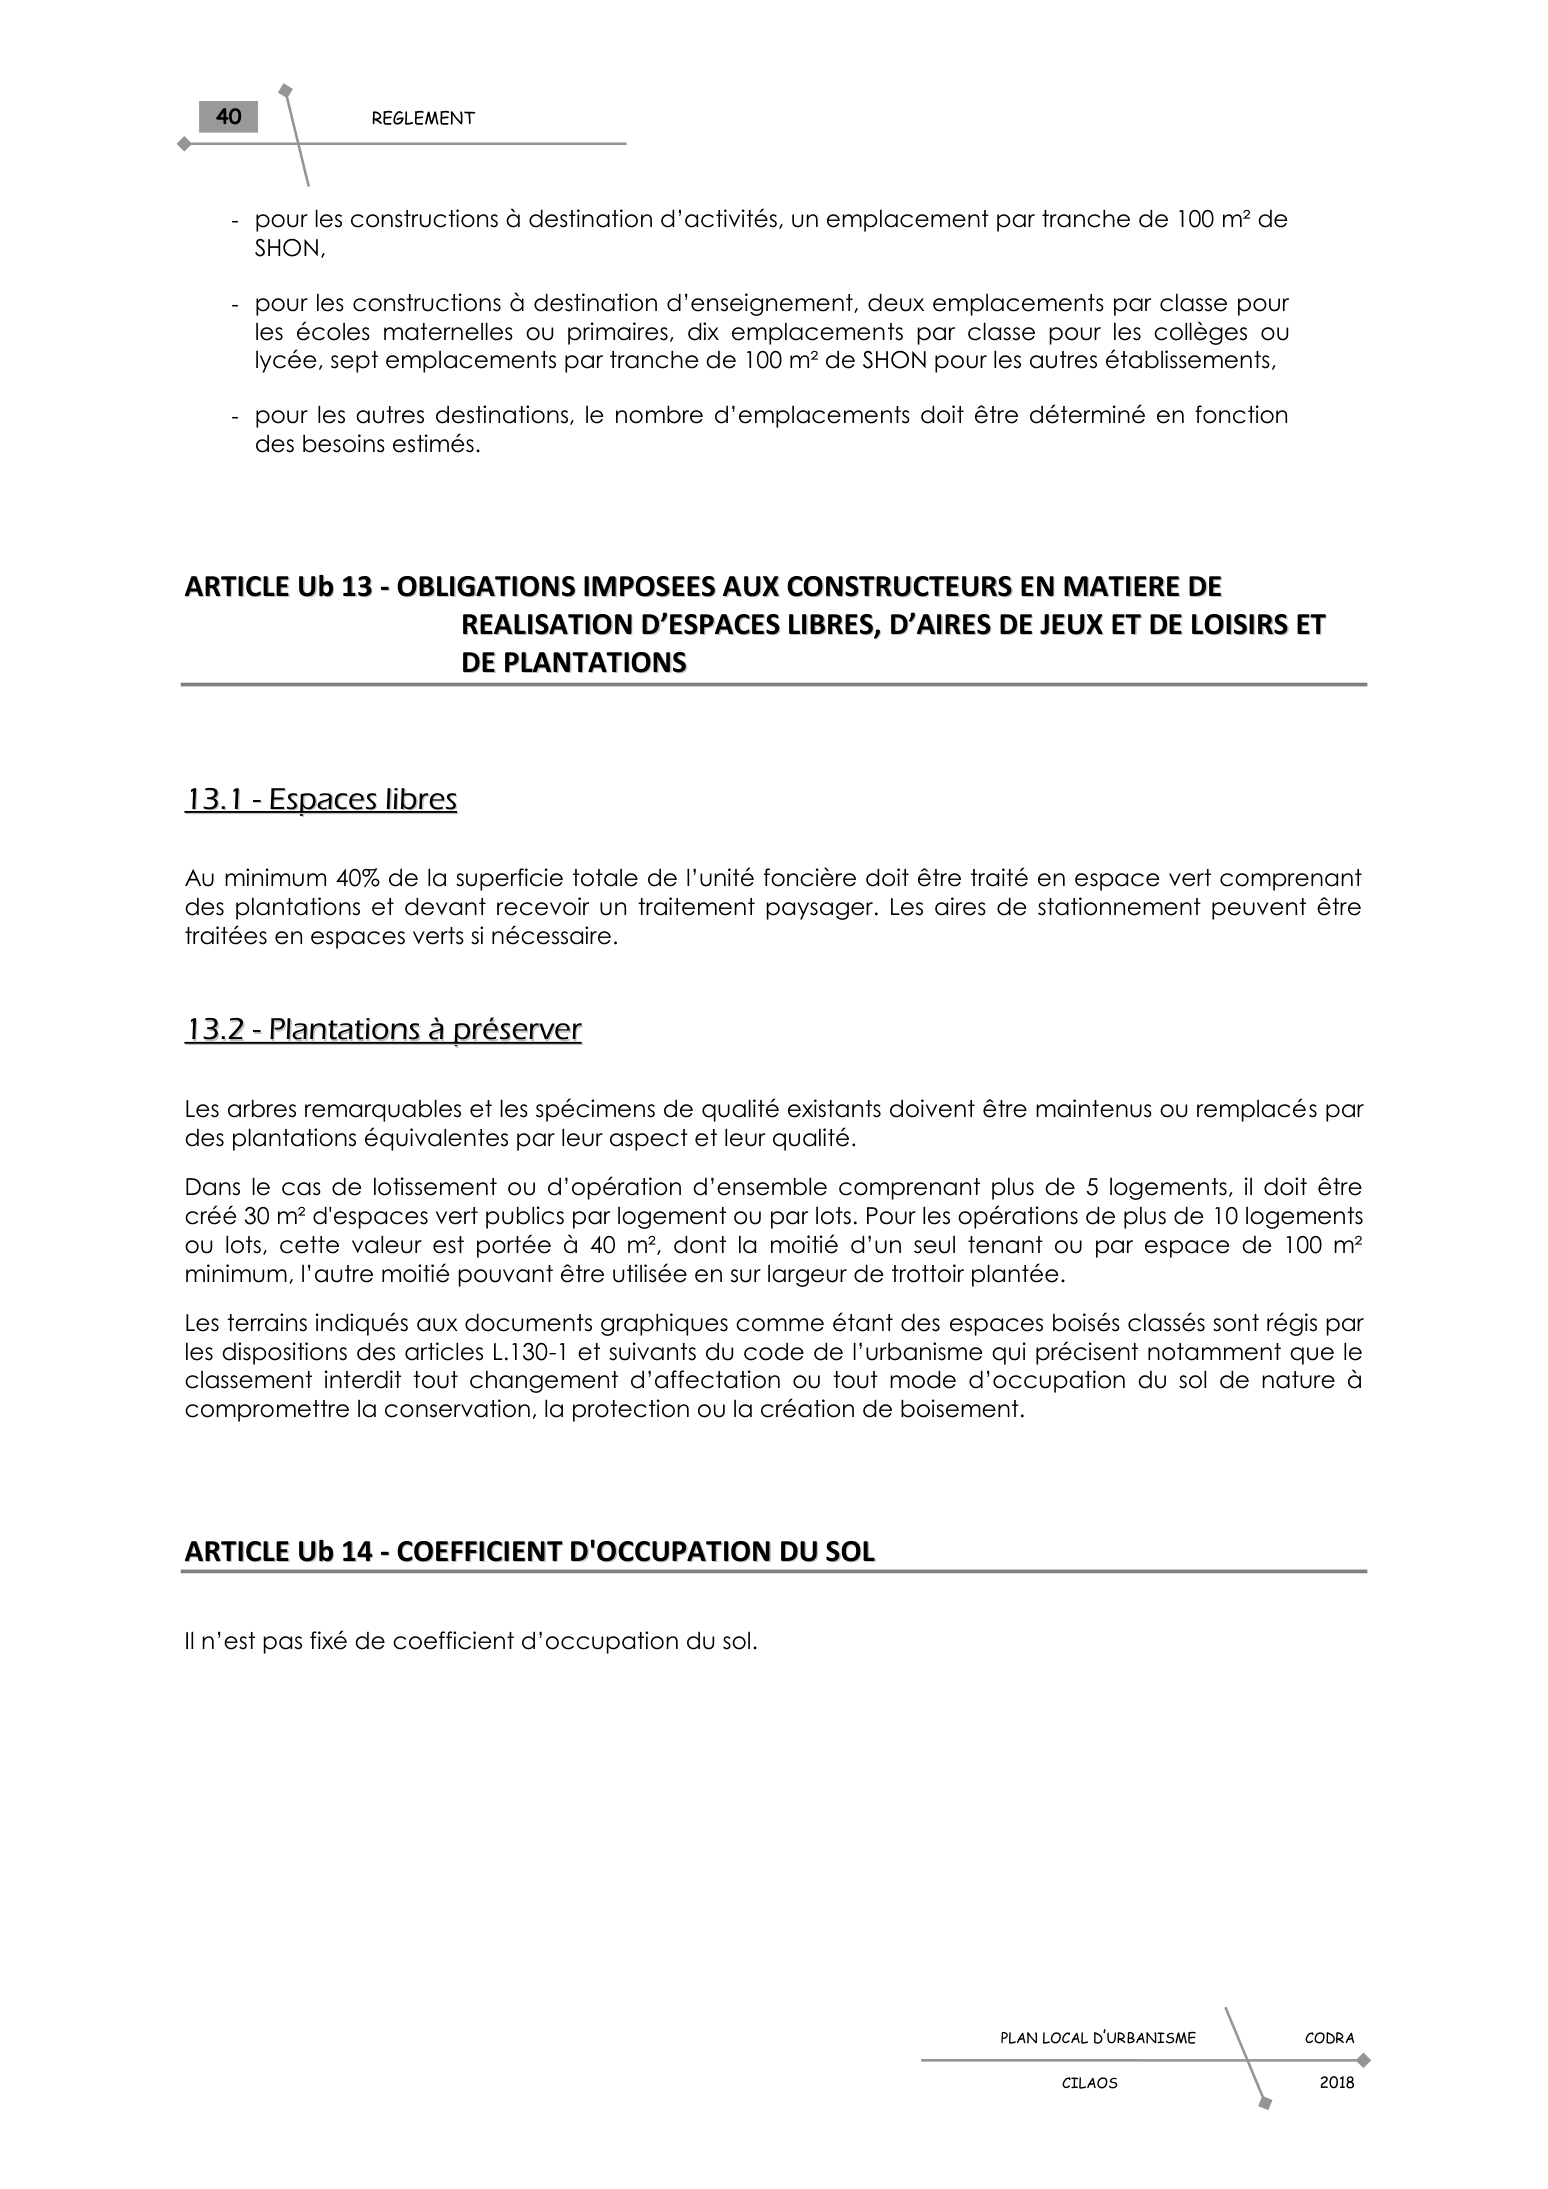 40
REGLEMENT
- pour les constructions à destination d’activités, un emplacement par tranche de 100 m² de
SHON,
- pour les constructions à destination d’enseignement, deux emplacements par classe pour
les écoles maternelles ou primaires, dix emplacements par classe pour les collèges ou
lycée, sept emplacements par tranche de 100 m² de SHON pour les autres établissements,
- pour les autres destinations, le nombre d’emplacements doit être déterminé en fonction
des besoins estimés.
ARTICLE Ub 13 - OBLIGATIONS IMPOSEES AUX CONSTRUCTEURS EN MATIERE DE
REALISATION D’ESPACES LIBRES, D’AIRES DE JEUX ET DE LOISIRS ET
DE PLANTATIONS
13.1 - Espaces libres
Au minimum 40% de la superficie totale de l’unité foncière doit être traité en espace vert comprenant
des plantations et devant recevoir un traitement paysager. Les aires de stationnement peuvent être
traitées en espaces verts si nécessaire.
13.2 - Plantations à préserver
Les arbres remarquables et les spécimens de qualité existants doivent être maintenus ou remplacés par
des plantations équivalentes par leur aspect et leur qualité.
Dans le cas de lotissement ou d’opération d’ensemble comprenant plus de 5 logements, il doit être
créé 30 m² d'espaces vert publics par logement ou par lots. Pour les opérations de plus de 10 logements
ou lots, cette valeur est portée à 40 m², dont la moitié d’un seul tenant ou par espace de 100 m²
minimum, l’autre moitié pouvant être utilisée en sur largeur de trottoir plantée.
Les terrains indiqués aux documents graphiques comme étant des espaces boisés classés sont régis par
les dispositions des articles L.130-1 et suivants du code de l’urbanisme qui précisent notamment que le
classement interdit tout changement d’affectation ou tout mode d’occupation du sol de nature à
compromettre la conservation, la protection ou la création de boisement.
ARTICLE Ub 14 - COEFFICIENT D'OCCUPATION DU SOL
Il n’est pas fixé de coefficient d’occupation du sol.
PLAN LOCAL D’URBANISME
CODRA
CILAOS
2018